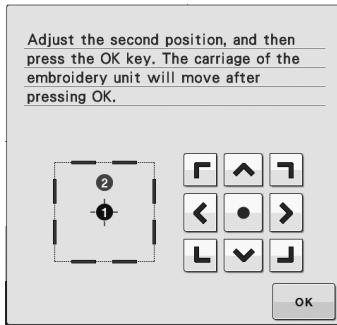 Adjust the second position, and then
press the OK key. The carriage of the
embroidery unit will move after
pressing OK.
2
1
OK